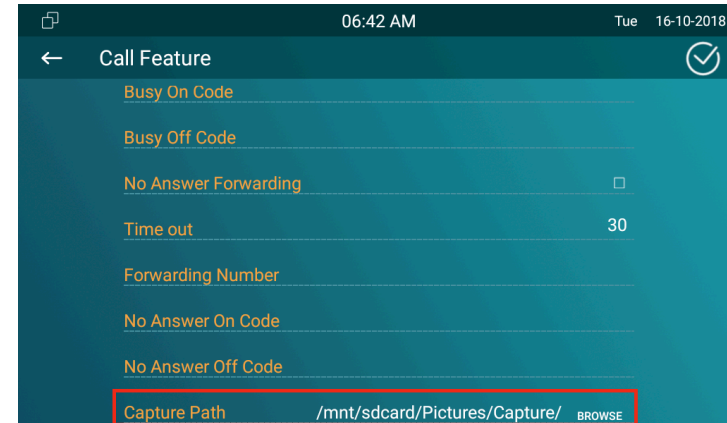 06:42 AM Tue 16-10-2018
Call Feature
Busy On Code
Busy Off Code
No Answer Forwarding
Time out 30
Forwarding Number
No Answer On Code
No Answer Off Code
Capture Path /mnt/sdcard/Pictures/Capture/ BROWSE